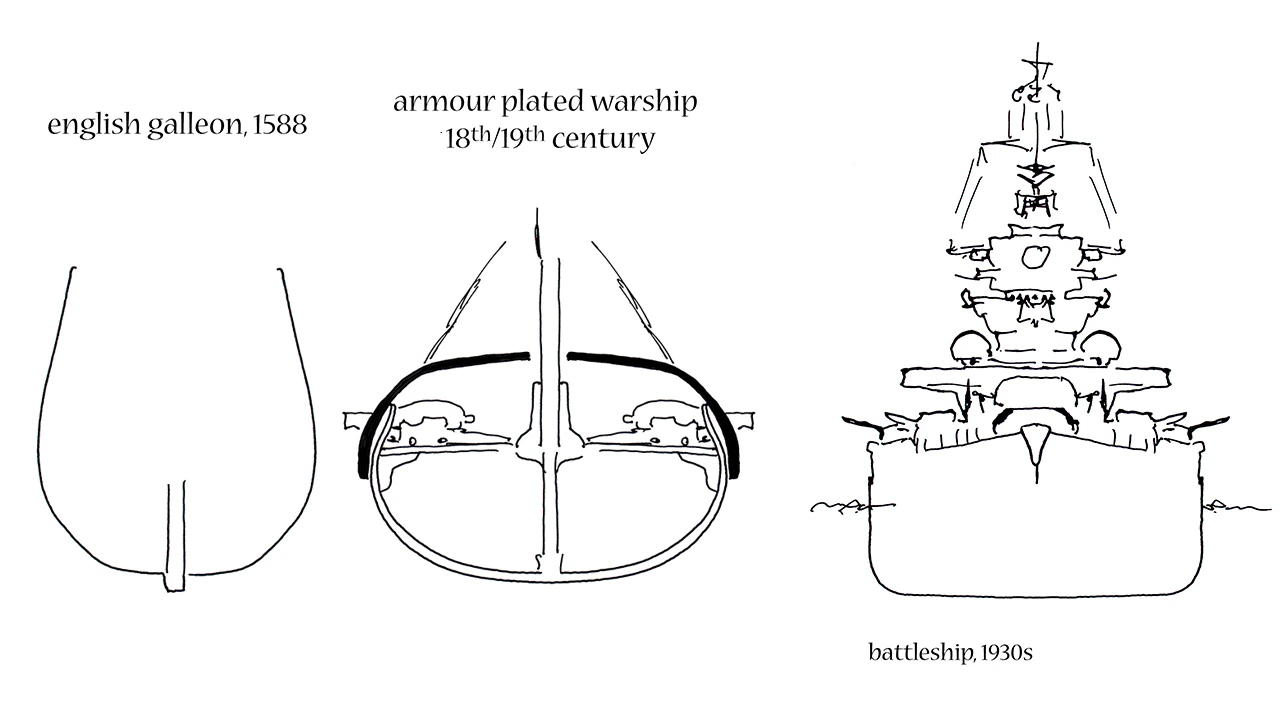 english galleon, 1588
armour plated warship
18th/19th century
battleship, 1930s